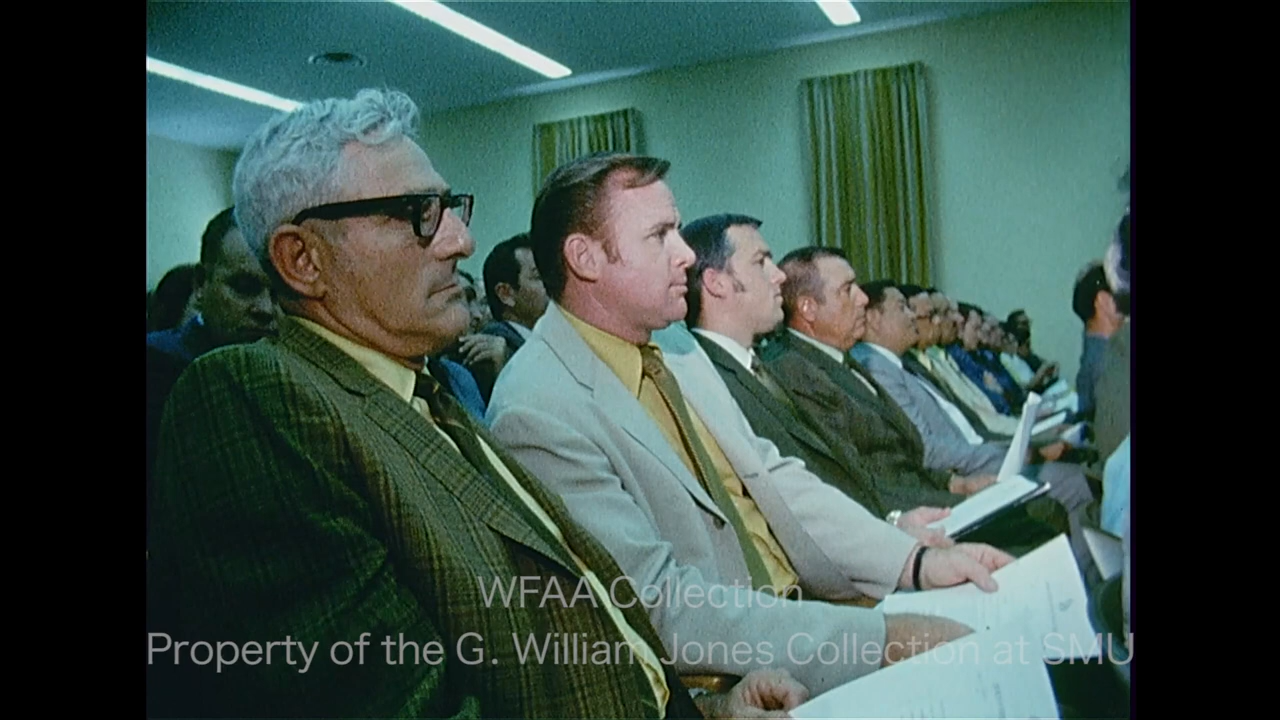 WFAA Collection
Property of the G. William Jones Collection at SMU